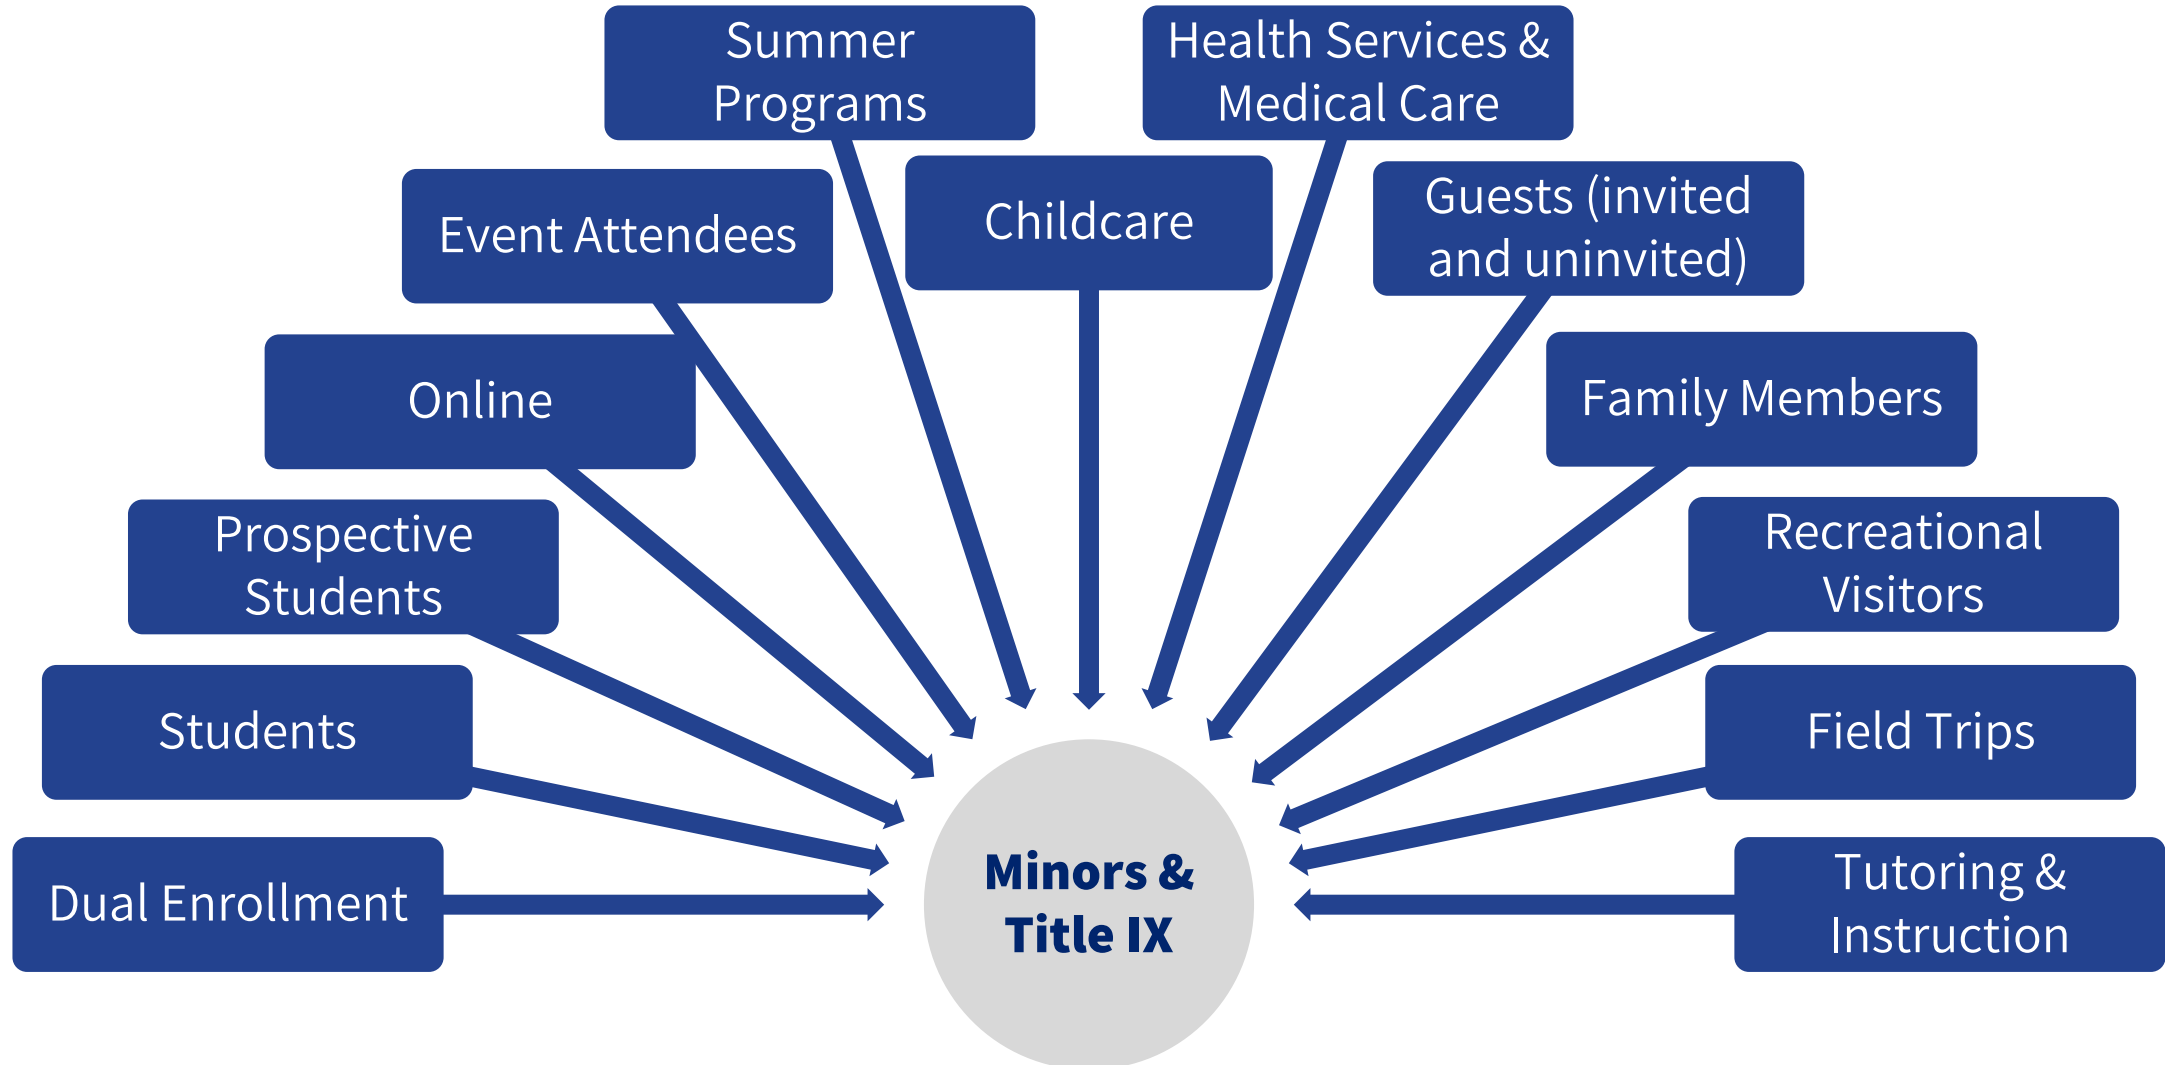 Summer
Programs
Health Services &
Medical Care
Event Attendees
Childcare
Guests (invited
and uninvited)
Online
Family Members
Prospective
Students
Recreational
Visitors
Students
Field Trips
Dual Enrollment
Minors &
Title IX
Tutoring &
Instruction